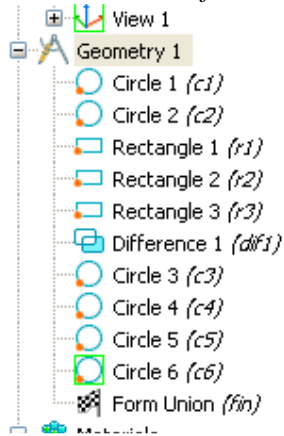 View 1
Geometry 1
Circle 1 (c1)
Circle 2 (c2)
Rectangle 1 (r1)
Rectangle 2 (r2)
Rectangle 3 (r3)
Difference 1 (dif1)
Circle 3 (c3)
Circle 4 (c4)
Circle 5 (c5)
Circle 6 (c6)
Form Union (fin)
Materials